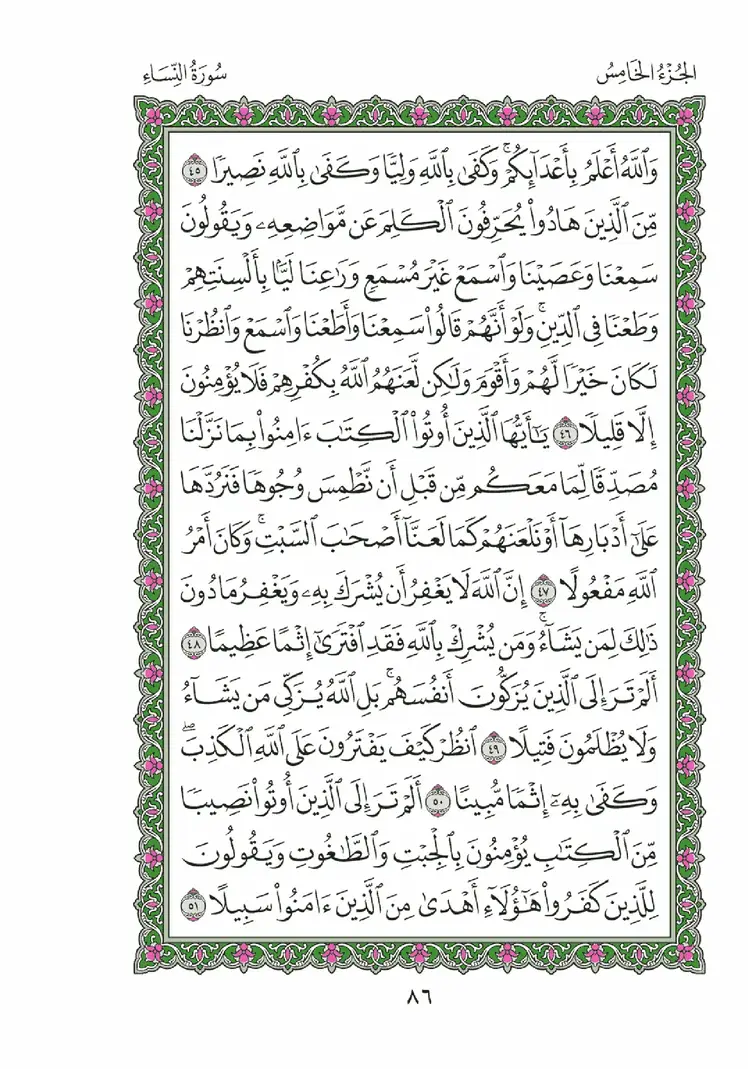 الجُزْءُ الخَامِسُ
سُورَةُ النِّسَاءِ
وَٱللَّهُ أَعْلَمُ بِأَعْدَآئِكُمْۚ وَكَفَىٰ بِٱللَّهِ وَلِيًّا وَكَفَىٰ بِٱللَّهِ نَصِيرًا ٤٥
مِّنَ ٱلَّذِينَ هَادُوا۟ يُحَرِّفُونَ ٱلْكَلِمَ عَن مَّوَاضِعِهِۦ وَيَقُولُونَ
سَمِعْنَا وَعَصَيْنَا وَٱسْمَعْ غَيْرَ مُسْمَعٍ وَرَٰعِنَا لَيًّۢا بِأَلْسِنَتِهِمْ
وَطَعْنًا فِى ٱلدِّينِۚ وَلَوْ أَنَّهُمْ قَالُوا۟ سَمِعْنَا وَأَطَعْنَا وَٱسْمَعْ وَٱنظُرْنَا
لَكَانَ خَيْرًا لَّهُمْ وَأَقْوَمَ وَلَٰكِن لَّعَنَهُمُ ٱللَّهُ بِكُفْرِهِمْ فَلَا يُؤْمِنُونَ
إِلَّا قَلِيلًا ٤٦ يَٰٓأَيُّهَا ٱلَّذِينَ أُوتُوا۟ ٱلْكِتَٰبَ ءَامِنُوا۟ بِمَا نَزَّلْنَا
مُصَدِّقًا لِّمَا مَعَكُم مِّن قَبْلِ أَن نَّطْمِسَ وُجُوهًا فَنَرُدَّهَا
عَلَىٰٓ أَدْبَارِهَآ أَوْ نَلْعَنَهُمْ كَمَا لَعَنَّآ أَصْحَٰبَ ٱلسَّبْتِۚ وَكَانَ أَمْرُ
ٱللَّهِ مَفْعُولًا ٤٧ إِنَّ ٱللَّهَ لَا يَغْفِرُ أَن يُشْرَكَ بِهِۦ وَيَغْفِرُ مَا دُونَ
ذَٰلِكَ لِمَن يَشَآءُۚ وَمَن يُشْرِكْ بِٱللَّهِ فَقَدِ ٱفْتَرَىٰٓ إِثْمًا عَظِيمًا ٤٨
أَلَمْ تَرَ إِلَى ٱلَّذِينَ يُزَكُّونَ أَنفُسَهُمۚ بَلِ ٱللَّهُ يُزَكِّى مَن يَشَآءُ
وَلَا يُظْلَمُونَ فَتِيلًا ٤٩ ٱنظُرْ كَيْفَ يَفْتَرُونَ عَلَى ٱللَّهِ ٱلْكَذِبَۖ
وَكَفَىٰ بِهِۦٓ إِثْمًا مُّبِينًا ٥٠ أَلَمْ تَرَ إِلَى ٱلَّذِينَ أُوتُوا۟ نَصِيبًا
مِّنَ ٱلْكِتَٰبِ يُؤْمِنُونَ بِٱلْجِبْتِ وَٱلطَّٰغُوتِ وَيَقُولُونَ
لِلَّذِينَ كَفَرُوا۟ هَٰٓؤُلَآءِ أَهْدَىٰ مِنَ ٱلَّذِينَ ءَامَنُوا۟ سَبِيلًا ٥١
٨٦